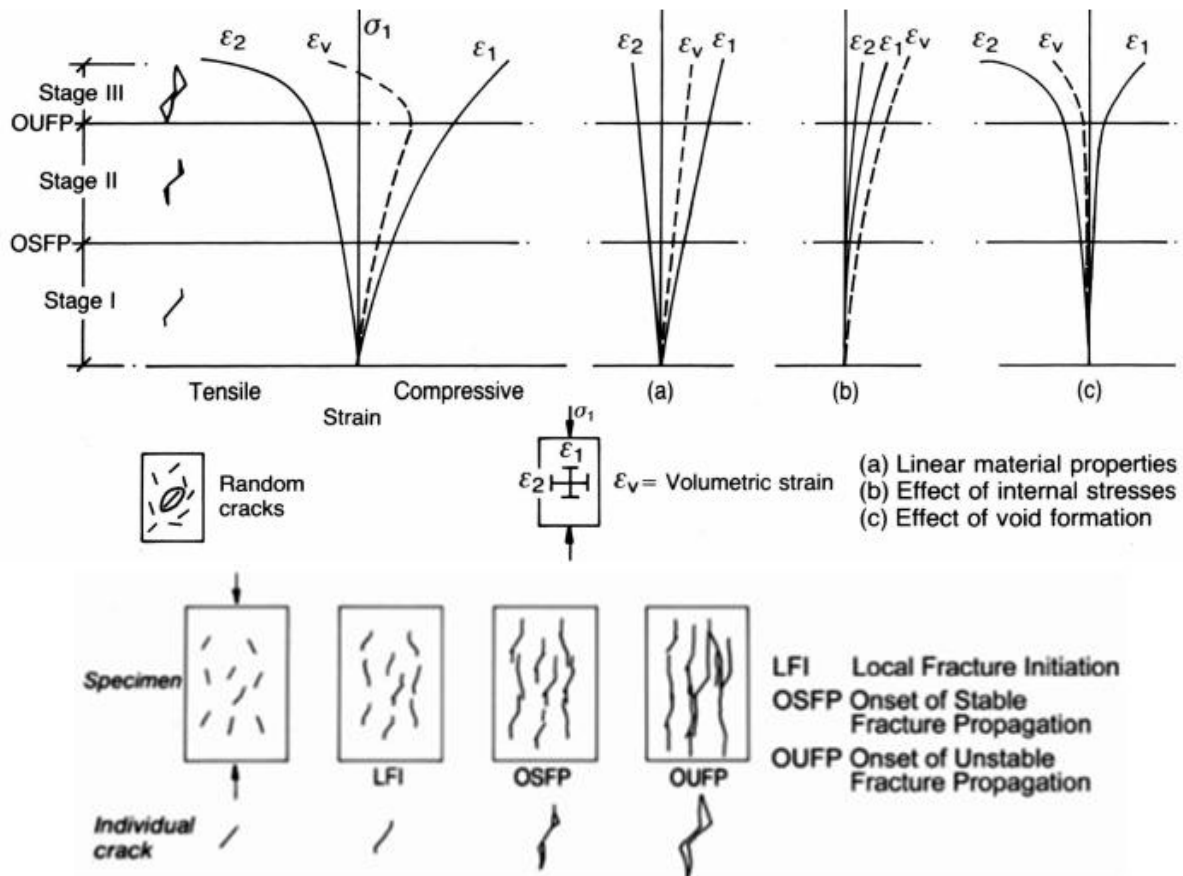 σ₁
ε₂
εᵥ
ε₁
Stage III
OUFP
Stage II
OSFP
Stage I
Tensile
Compressive
Strain
ε₂
εᵥ
ε₁
(a)
ε₂
ε₁
εᵥ
(b)
ε₂
εᵥ
ε₁
(c)
Random
cracks
σ₁
ε₁
ε₂
εᵥ = Volumetric strain
(a) Linear material properties
(b) Effect of internal stresses
(c) Effect of void formation
Specimen
LFI
OSFP
OUFP
Individual
crack
LFI Local Fracture Initiation
OSFP Onset of Stable
Fracture Propagation
OUFP Onset of Unstable
Fracture Propagation